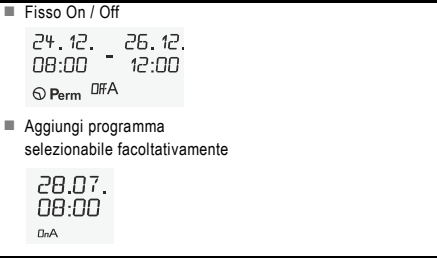 Fisso On / Off
24.12. - 26.12.
08:00 12:00
Perm OFFA
Aggiungi programma
selezionabile facoltativamente
28.07.
08:00
OnA